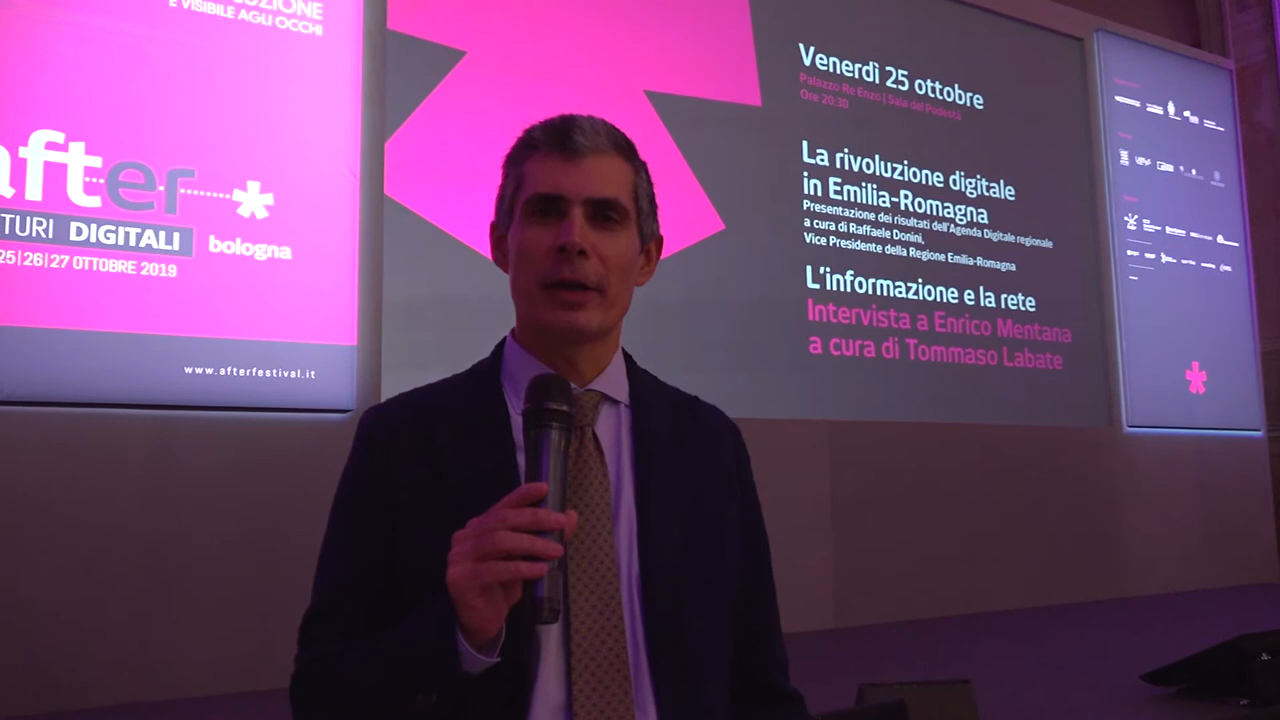 UZIONE
E VISIBILE AGLI OCCHI
after
TURI DIGITALI
bologna
25|26|27 OTTOBRE 2019
www.afterfestival.it
Venerdì 25 ottobre
Palazzo Re Enzo | Sala del Podestà
Ore 20:30
La rivoluzione digitale
in Emilia-Romagna
Presentazione dei risultati dell'Agenda Digitale regionale
a cura di Raffaele Donini,
Vice Presidente della Regione Emilia-Romagna
L'informazione e la rete
Intervista a Enrico Mentana
a cura di Tommaso Labate